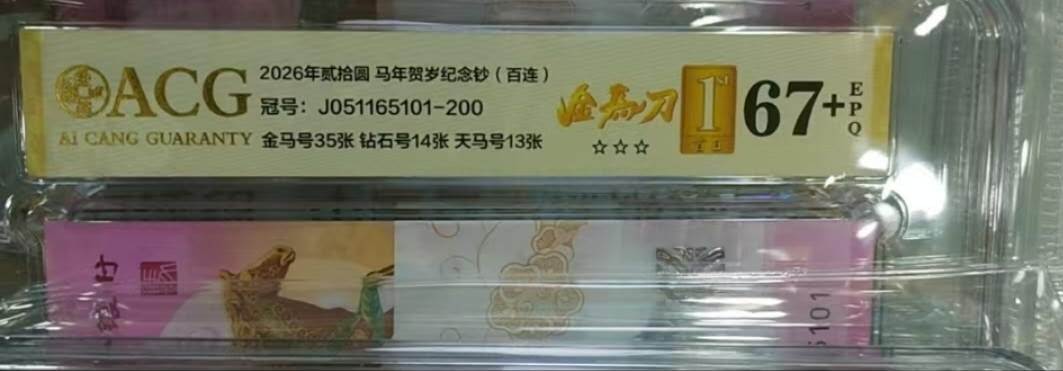 ACG
AI CANG GUARANTY
2026年贰拾圆 马年贺岁纪念钞（百连）
冠号：J051165101-200
金马号35张 钻石号14张 天马号13张
金马刀
☆☆☆
1st
67+
EPQ
5101